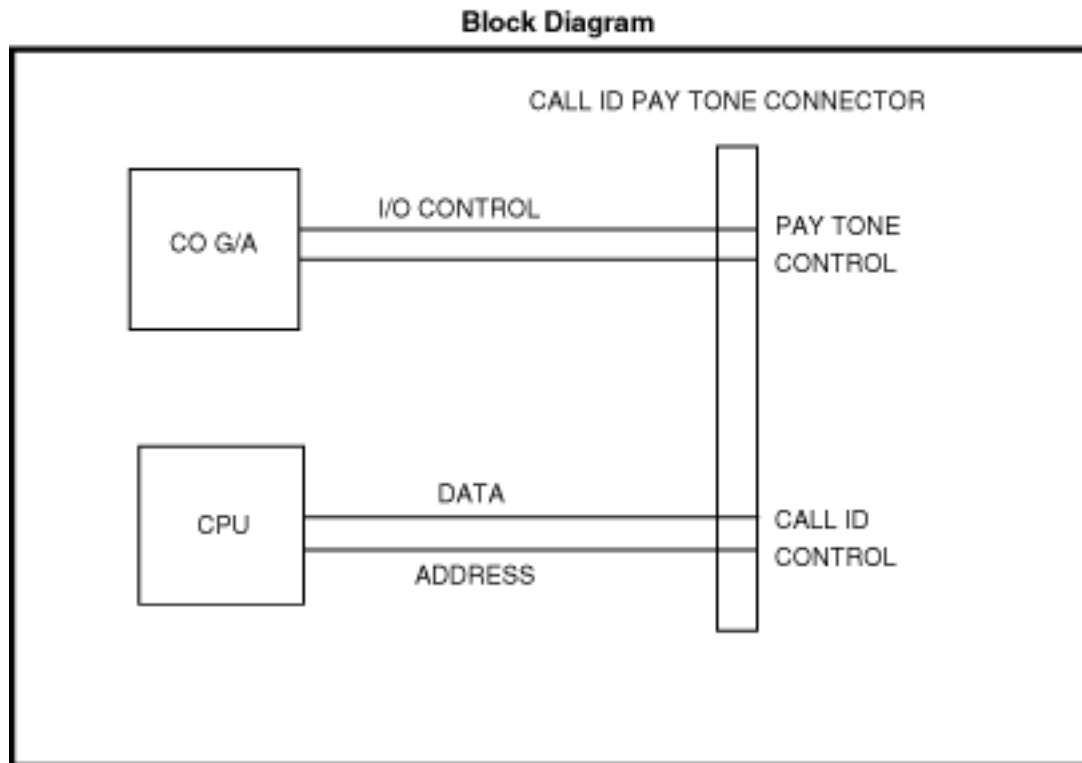 Block Diagram
CALL ID PAY TONE CONNECTOR
I/O CONTROL
CO G/A
PAY TONE
CONTROL
DATA
CPU
CALL ID
CONTROL
ADDRESS